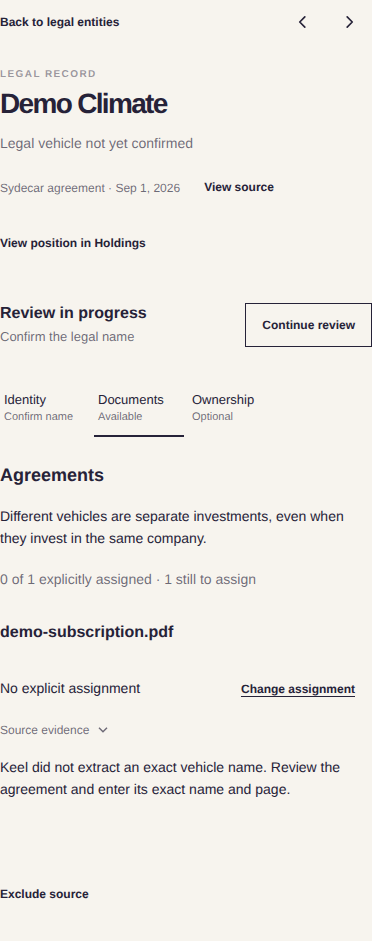 Back to legal entities
LEGAL RECORD
Demo Climate
Legal vehicle not yet confirmed
Sydecar agreement · Sep 1, 2026 View source
View position in Holdings
Review in progress
Confirm the legal name
Continue review
Identity
Confirm name
Documents
Available
Ownership
Optional
Agreements
Different vehicles are separate investments, even when
they invest in the same company.
0 of 1 explicitly assigned · 1 still to assign
demo-subscription.pdf
No explicit assignment Change assignment
Source evidence
Keel did not extract an exact vehicle name. Review the
agreement and enter its exact name and page.
Exclude source